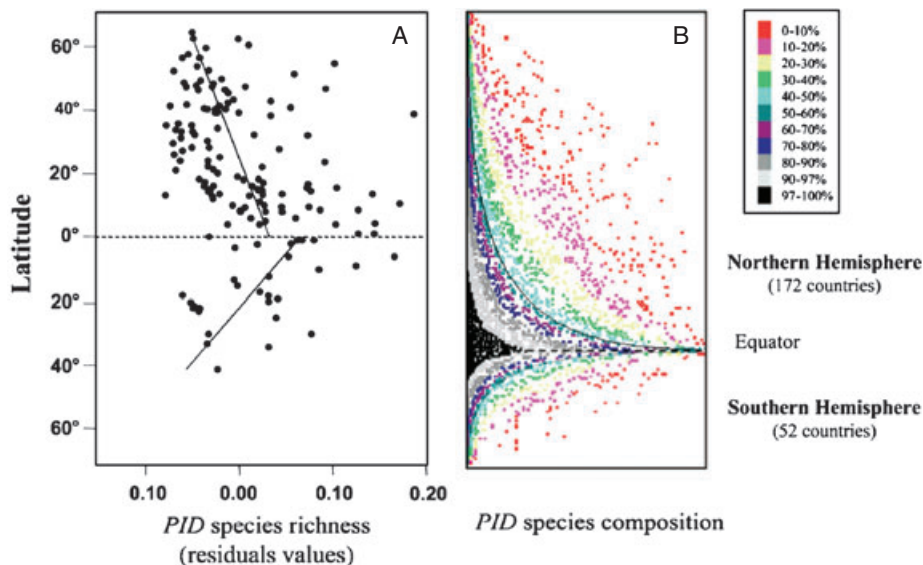 A
B
60°
40°
20°
0°
20°
40°
60°
Latitude
0.10
0.00
0.10
0.20
PID species richness
(residuals values)
PID species composition
0-10%
10-20%
20-30%
30-40%
40-50%
50-60%
60-70%
70-80%
80-90%
90-97%
97-100%
Northern Hemisphere
(172 countries)
Equator
Southern Hemisphere
(52 countries)